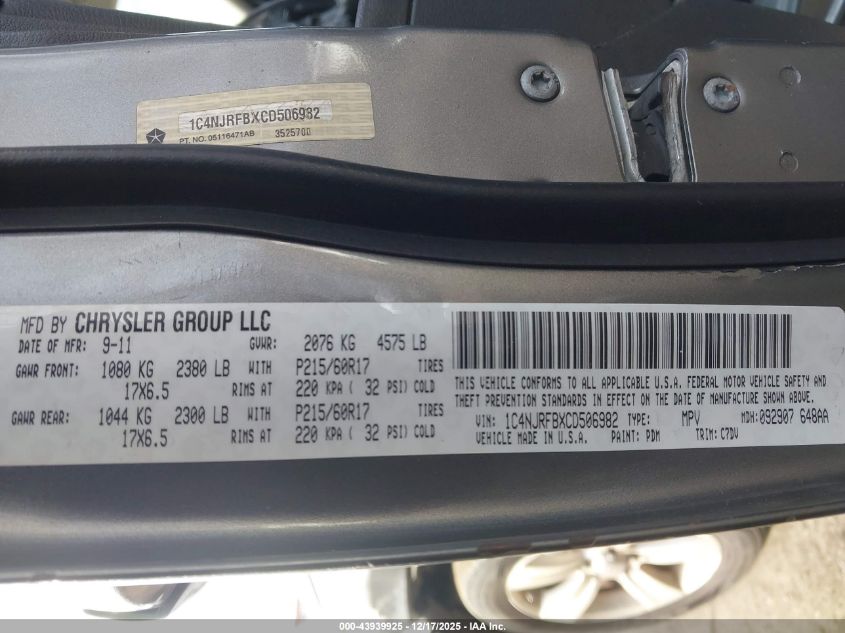 1C4NJRFBXCD506982
PT. NO. 05116471AB 3525700
MFD BY CHRYSLER GROUP LLC
DATE OF MFR: 9-11 GVWR: 2076 KG 4575 LB
GAWR FRONT: 1080 KG 2380 LB WITH P215/60R17 TIRES
17X6.5 RIMS AT 220 KPA ( 32 PSI) COLD
GAWR REAR: 1044 KG 2300 LB WITH P215/60R17 TIRES
17X6.5 RIMS AT 220 KPA ( 32 PSI) COLD
THIS VEHICLE CONFORMS TO ALL APPLICABLE U.S.A. FEDERAL MOTOR VEHICLE SAFETY AND
THEFT PREVENTION STANDARDS IN EFFECT ON THE DATE OF MANUFACTURE SHOWN ABOVE.
VIN: 1C4NJRFBXCD506982 TYPE: MPV MDH: 092907 648AA
VEHICLE MADE IN U.S.A. PAINT: PDM TRIM: C7DV
000-43939925 - 12/17/2025 - Copyright © 2025 IAA, Inc.